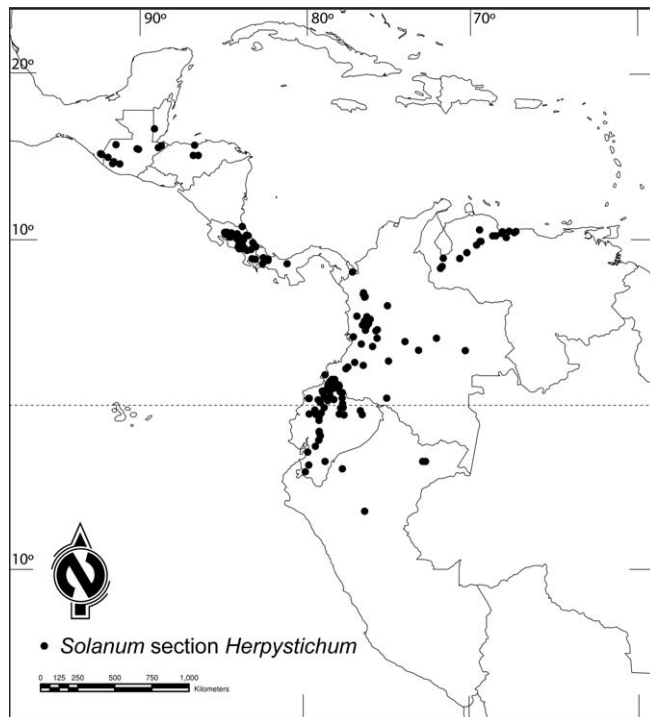 90º 80º 70º
20º
10º
10º
• Solanum section Herpystichum
0 125 250 500 750 1,000
Kilometers